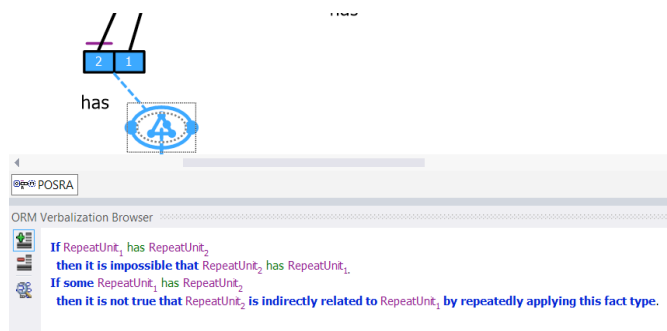 has
2 1
has
POSRA
ORM Verbalization Browser
If RepeatUnit1 has RepeatUnit2
then it is impossible that RepeatUnit2 has RepeatUnit1.
If some RepeatUnit1 has RepeatUnit2
then it is not true that RepeatUnit2 is indirectly related to RepeatUnit1 by repeatedly applying this fact type.